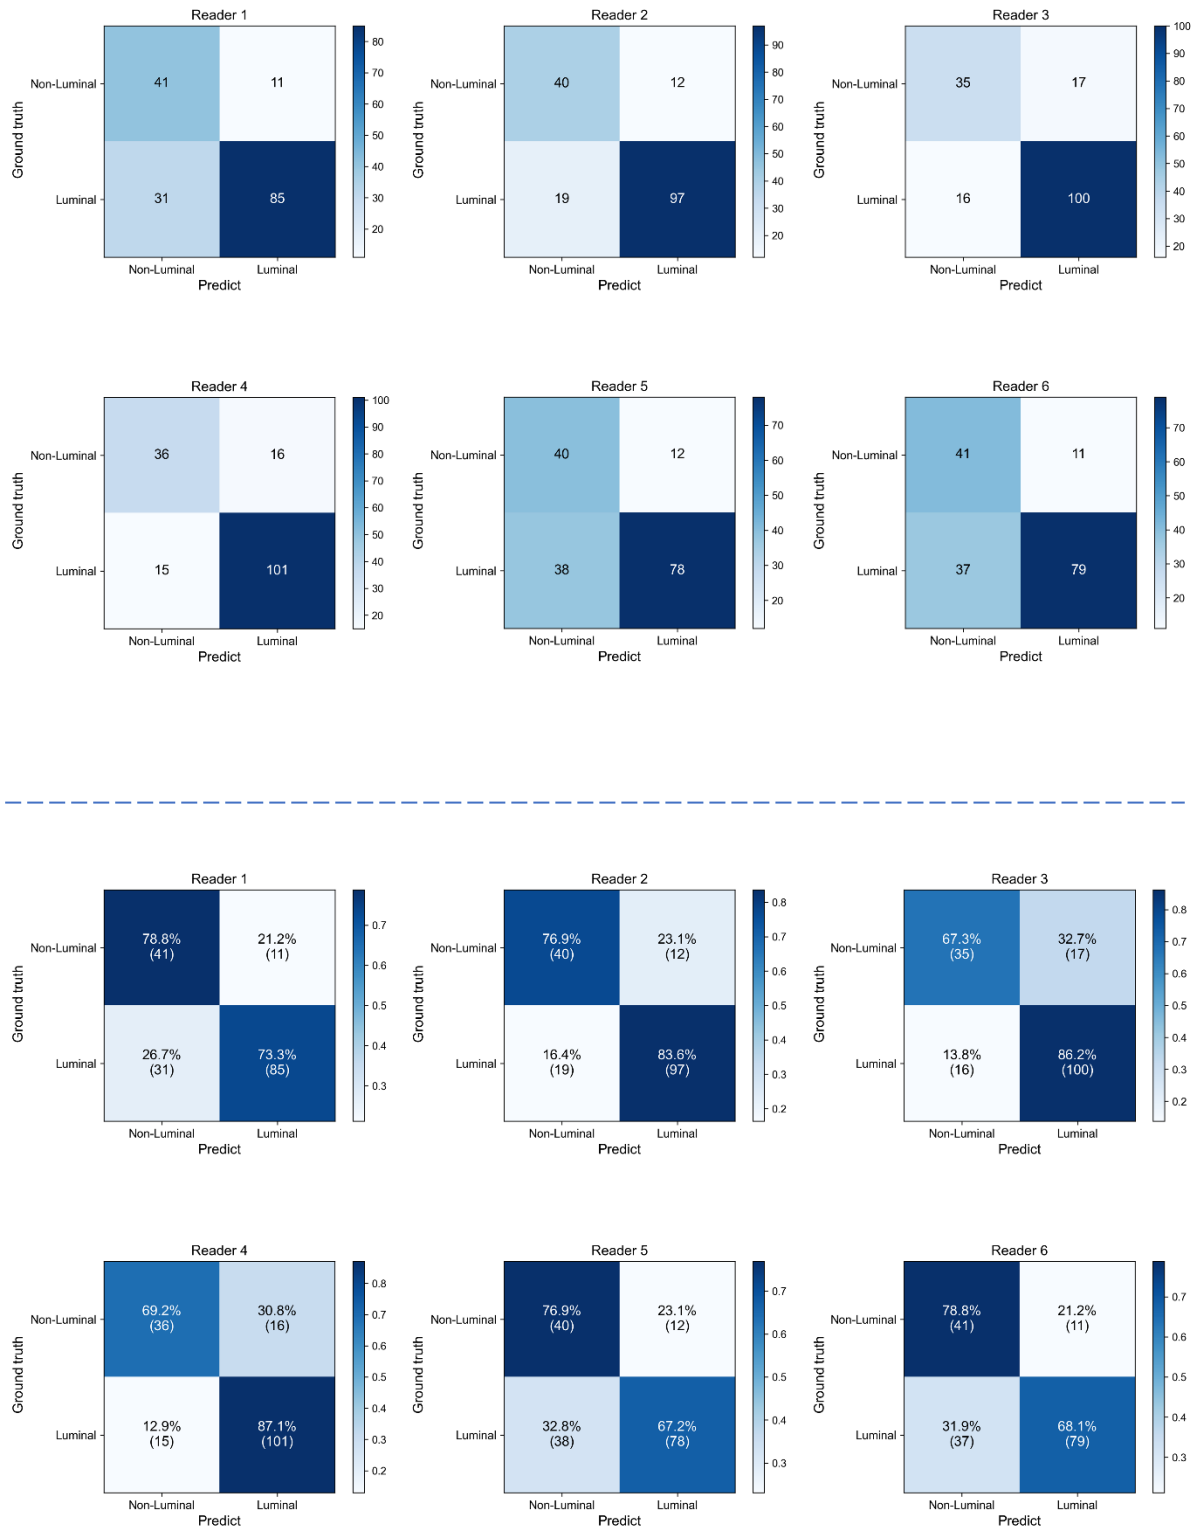 Reader 1
Ground truth
Non-Luminal
41
11
Luminal
31
85
Non-Luminal
Luminal
Predict
80
70
60
50
40
30
20
Reader 2
Ground truth
Non-Luminal
40
12
Luminal
19
97
Non-Luminal
Luminal
Predict
90
80
70
60
50
40
30
20
Reader 3
Ground truth
Non-Luminal
35
17
Luminal
16
100
Non-Luminal
Luminal
Predict
100
90
80
70
60
50
40
30
20
Reader 4
Ground truth
Non-Luminal
36
16
Luminal
15
101
Non-Luminal
Luminal
Predict
100
90
80
70
60
50
40
30
20
Reader 5
Ground truth
Non-Luminal
40
12
Luminal
38
78
Non-Luminal
Luminal
Predict
70
60
50
40
30
20
Reader 6
Ground truth
Non-Luminal
41
11
Luminal
37
79
Non-Luminal
Luminal
Predict
70
60
50
40
30
20
Reader 1
Ground truth
Non-Luminal
78.8%
(41)
21.2%
(11)
Luminal
26.7%
(31)
73.3%
(85)
Non-Luminal
Luminal
Predict
0.7
0.6
0.5
0.4
0.3
Reader 2
Ground truth
Non-Luminal
76.9%
(40)
23.1%
(12)
Luminal
16.4%
(19)
83.6%
(97)
Non-Luminal
Luminal
Predict
0.8
0.7
0.6
0.5
0.4
0.3
0.2
Reader 3
Ground truth
Non-Luminal
67.3%
(35)
32.7%
(17)
Luminal
13.8%
(16)
86.2%
(100)
Non-Luminal
Luminal
Predict
0.8
0.7
0.6
0.5
0.4
0.3
0.2
Reader 4
Ground truth
Non-Luminal
69.2%
(36)
30.8%
(16)
Luminal
12.9%
(15)
87.1%
(101)
Non-Luminal
Luminal
Predict
0.8
0.7
0.6
0.5
0.4
0.3
0.2
Reader 5
Ground truth
Non-Luminal
76.9%
(40)
23.1%
(12)
Luminal
32.8%
(38)
67.2%
(78)
Non-Luminal
Luminal
Predict
0.7
0.6
0.5
0.4
0.3
Reader 6
Ground truth
Non-Luminal
78.8%
(41)
21.2%
(11)
Luminal
31.9%
(37)
68.1%
(79)
Non-Luminal
Luminal
Predict
0.7
0.6
0.5
0.4
0.3